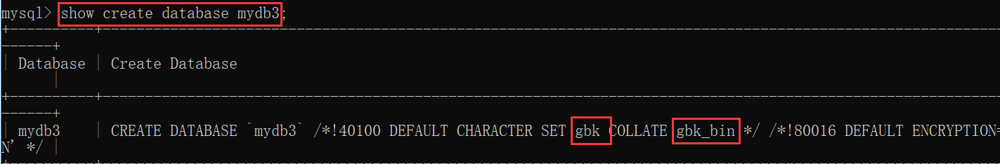 mysql> show create database mydb3;
+----------+------------------------------------------------------------------------------------------------------------
------+
| Database | Create Database
      |
+----------+------------------------------------------------------------------------------------------------------------
------+
| mydb3    | CREATE DATABASE `mydb3` /*!40100 DEFAULT CHARACTER SET gbk COLLATE gbk_bin */ /*!80016 DEFAULT ENCRYPTION=
N' */ |
+----------+------------------------------------------------------------------------------------------------------------